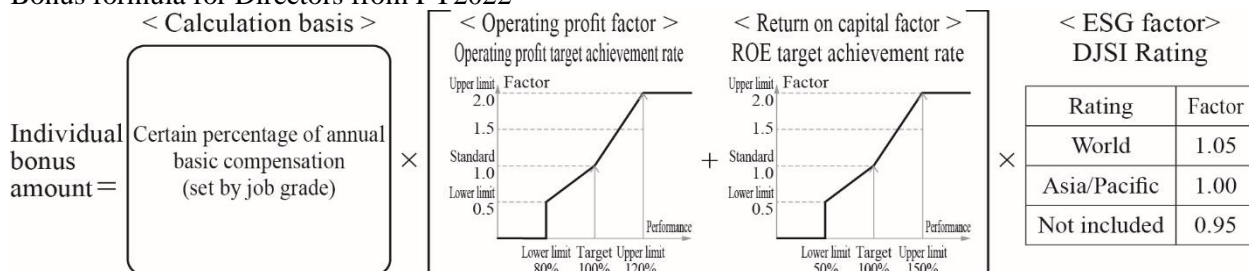 Bonus formula for Directors from FY2022
< Calculation basis >
Individual
bonus
amount=
Certain percentage of annual
basic compensation
(set by job grade)
×
< Operating profit factor >
Operating profit target achievement rate
Upper limit Factor
2.0
1.5
Standard
1.0
Lower limit
0.5
Performance
Lower limit Target Upper limit
80% 100% 120%
+
< Return on capital factor >
ROE target achievement rate
Upper limit Factor
2.0
1.5
Standard
1.0
Lower limit
0.5
Performance
Lower limit Target Upper limit
50% 100% 150%
×
< ESG factor>
DJSI Rating
Rating Factor
World 1.05
Asia/Pacific 1.00
Not included 0.95